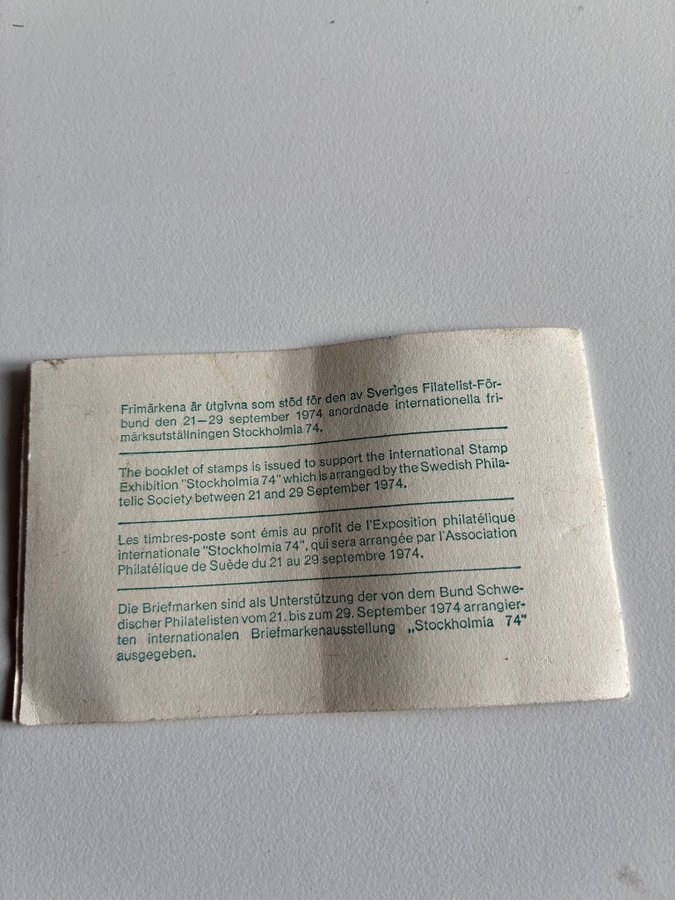 Frimärkena är utgivna som stöd för den av Sveriges Filatelist-För-
bund den 21—29 september 1974 anordnade internationella fri-
märksutställningen Stockholmia 74.
The booklet of stamps is issued to support the international Stamp
Exhibition "Stockholmia 74" which is arranged by the Swedish Phila-
telic Society between 21 and 29 September 1974.
Les timbres-poste sont émis au profit de l'Exposition philatélique
internationale "Stockholmia 74", qui sera arrangée par l'Association
Philatélique de Suède du 21 au 29 septembre 1974.
Die Briefmarken sind als Unterstützung der von dem Bund Schwe-
discher Philatelisten vom 21. bis zum 29. September 1974 arrangier-
ten internationalen Briefmarkenausstellung „Stockholmia 74"
ausgegeben.